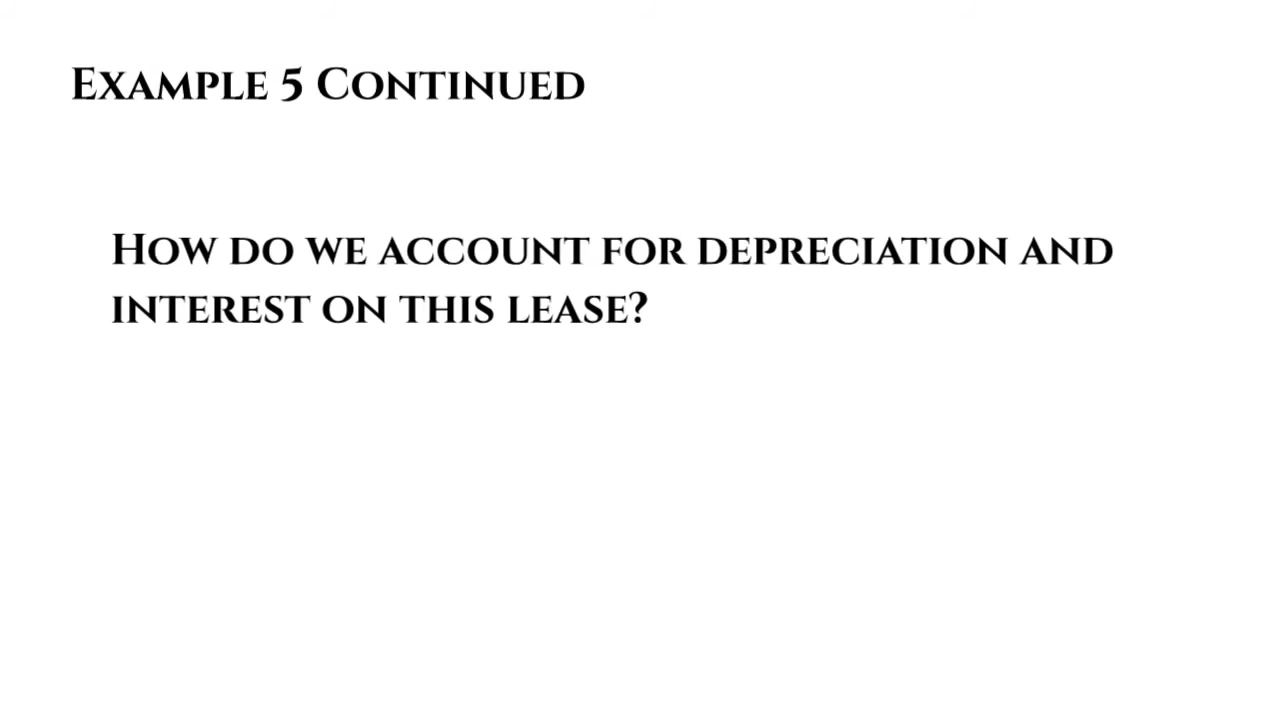 Example 5 Continued
How do we account for depreciation and
interest on this lease?